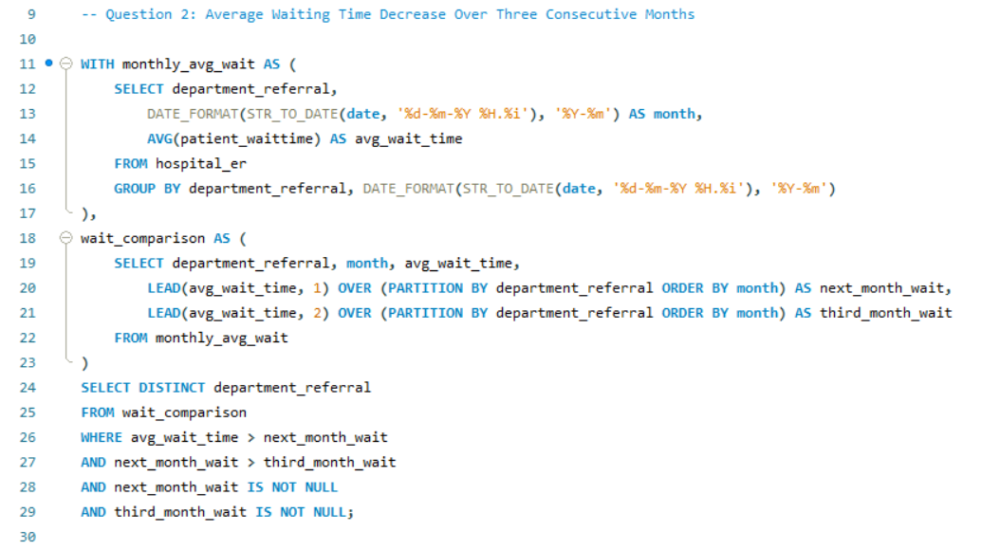 9 -- Question 2: Average Waiting Time Decrease Over Three Consecutive Months
10
11 WITH monthly_avg_wait AS (
12 SELECT department_referral,
13 DATE_FORMAT(STR_TO_DATE(date, '%d-%m-%Y %H.%i'), '%Y-%m') AS month,
14 AVG(patient_waittime) AS avg_wait_time
15 FROM hospital_er
16 GROUP BY department_referral, DATE_FORMAT(STR_TO_DATE(date, '%d-%m-%Y %H.%i'), '%Y-%m')
17 ),
18 wait_comparison AS (
19 SELECT department_referral, month, avg_wait_time,
20 LEAD(avg_wait_time, 1) OVER (PARTITION BY department_referral ORDER BY month) AS next_month_wait,
21 LEAD(avg_wait_time, 2) OVER (PARTITION BY department_referral ORDER BY month) AS third_month_wait
22 FROM monthly_avg_wait
23 )
24 SELECT DISTINCT department_referral
25 FROM wait_comparison
26 WHERE avg_wait_time > next_month_wait
27 AND next_month_wait > third_month_wait
28 AND next_month_wait IS NOT NULL
29 AND third_month_wait IS NOT NULL;
30